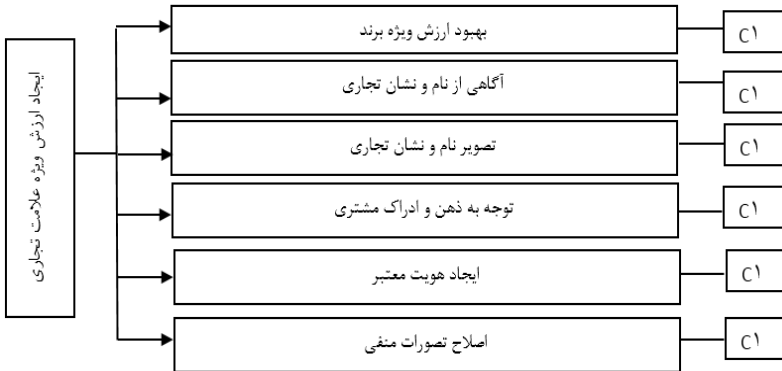 ایجاد ارزش ویژه علامت تجاری
بهبود ارزش ویژه برند
C۱
آگاهی از نام و نشان تجاری
C۱
تصویر نام و نشان تجاری
C۱
توجه به ذهن و ادراک مشتری
C۱
ایجاد هویت معتبر
C۱
اصلاح تصورات منفی
C۱